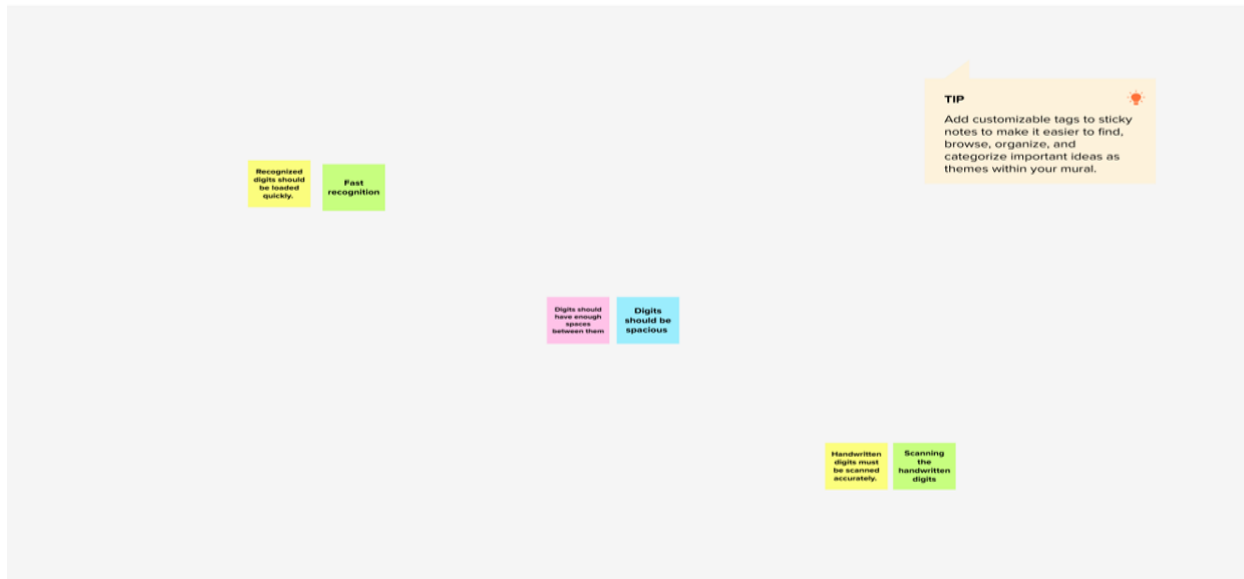 TIP
Add customizable tags to sticky
notes to make it easier to find,
browse, organize, and
categorize important ideas as
themes within your mural.
Recognized
digits should
be loaded
quickly.
Fast
recognition
Digits should
have enough
spaces
between them
Digits
should be
spacious
Handwritten
digits must
be scanned
accurately.
Scanning
the
handwritten
digits